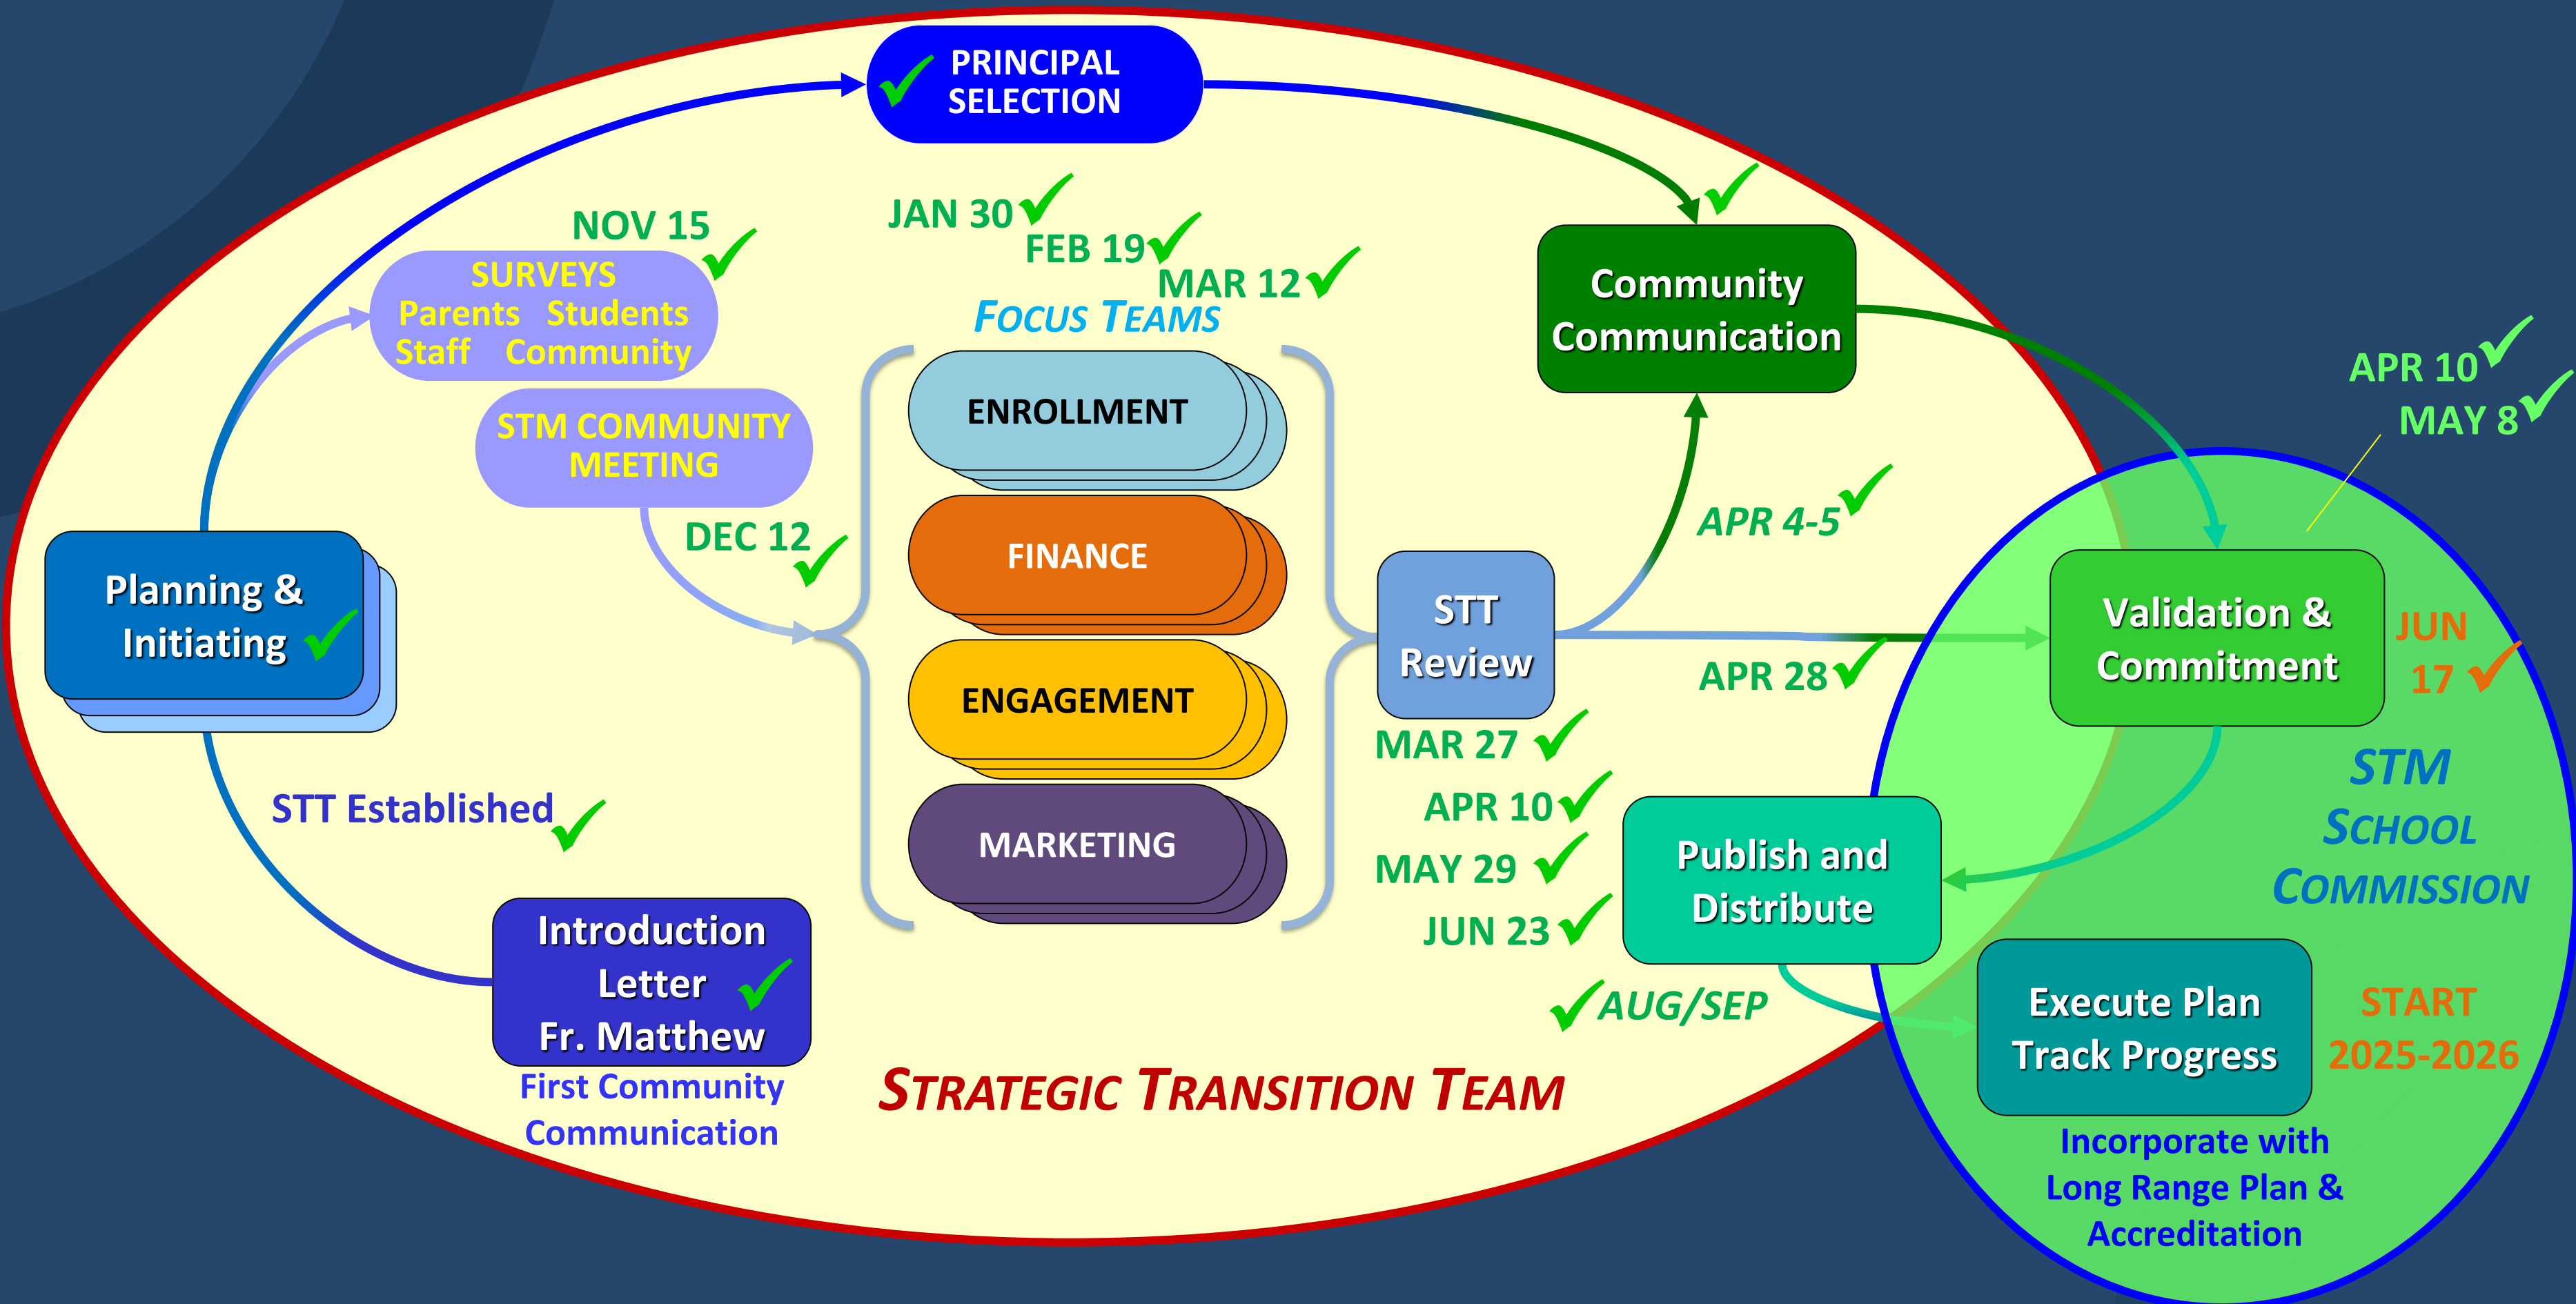 PRINCIPAL
SELECTION
JAN 30
FEB 19
MAR 12
NOV 15
SURVEYS
Parents Students
Staff Community
STM COMMUNITY
MEETING
DEC 12
FOCUS TEAMS
ENROLLMENT
FINANCE
ENGAGEMENT
MARKETING
Planning &
Initiating
STT Established
Introduction
Letter
Fr. Matthew
First Community
Communication
STRATEGIC TRANSITION TEAM
STT
Review
MAR 27
APR 10
MAY 29
JUN 23
Community
Communication
APR 4-5
APR 28
APR 10
MAY 8
Validation &
Commitment
JUN
17
STM
SCHOOL
COMMISSION
Publish and
Distribute
AUG/SEP
Execute Plan
Track Progress
START
2025-2026
Incorporate with
Long Range Plan &
Accreditation